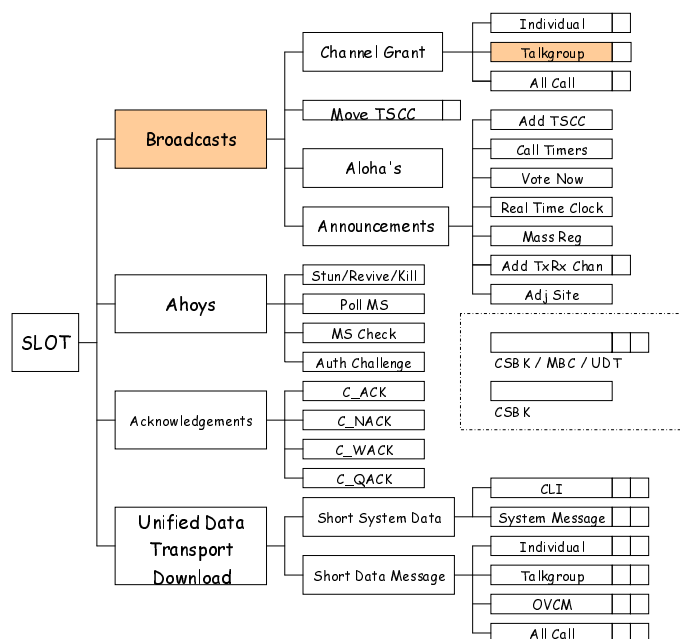 SLOT
Broadcasts
Channel Grant
Individual
Talkgroup
All Call
Move TSCC
Aloha's
Announcements
Add TSCC
Call Timers
Vote Now
Real Time Clock
Mass Reg
Add TxRx Chan
Adj Site
Ahoys
Stun/Revive/Kill
Poll MS
MS Check
Auth Challenge
CSBK / MBC / UDT
CSBK
Acknowledgements
C_ACK
C_NACK
C_WACK
C_QACK
Unified Data
Transport
Download
Short System Data
CLI
System Message
Short Data Message
Individual
Talkgroup
OVCM
All Call